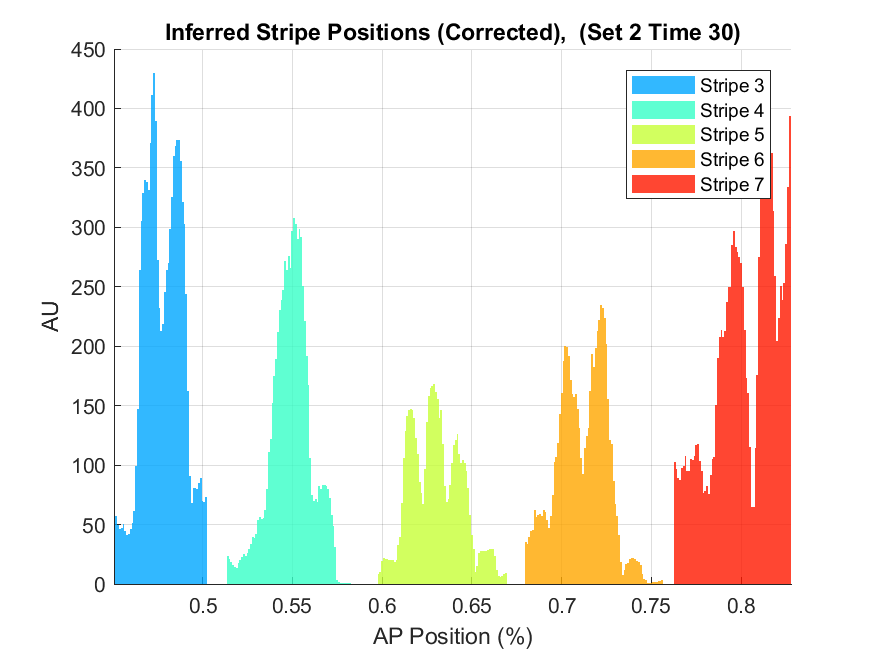 Inferred Stripe Positions (Corrected),  (Set 2 Time 30)
450
400
350
300
250
200
150
100
50
0
AU
Stripe 3
Stripe 4
Stripe 5
Stripe 6
Stripe 7
0.5
0.55
0.6
0.65
0.7
0.75
0.8
AP Position (%)